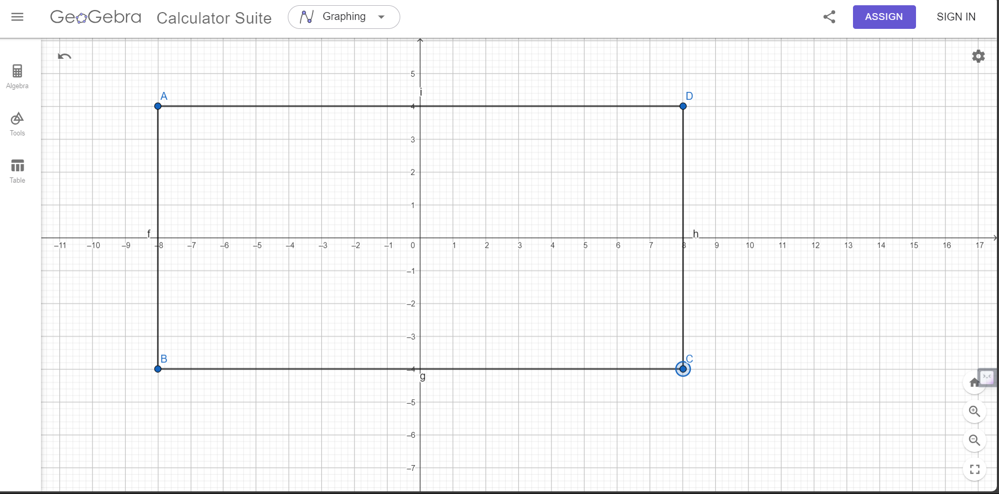 GeoGebra Calculator Suite Graphing ASSIGN SIGN IN
Algebra
Tools
Table
5
i
A D
4
3
2
1
f h
–11 –10 –9 –8 –7 –6 –5 –4 –3 –2 –1 0 1 2 3 4 5 6 7 8 9 10 11 12 13 14 15 16 17
–1
–2
–3
B C
–4
g
–5
–6
–7